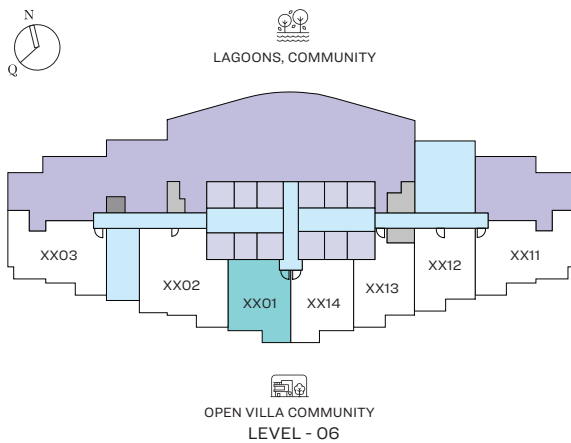 N
Q
LAGOONS, COMMUNITY
XX03
XX02
XX01
XX14
XX13
XX12
XX11
OPEN VILLA COMMUNITY
LEVEL - 06